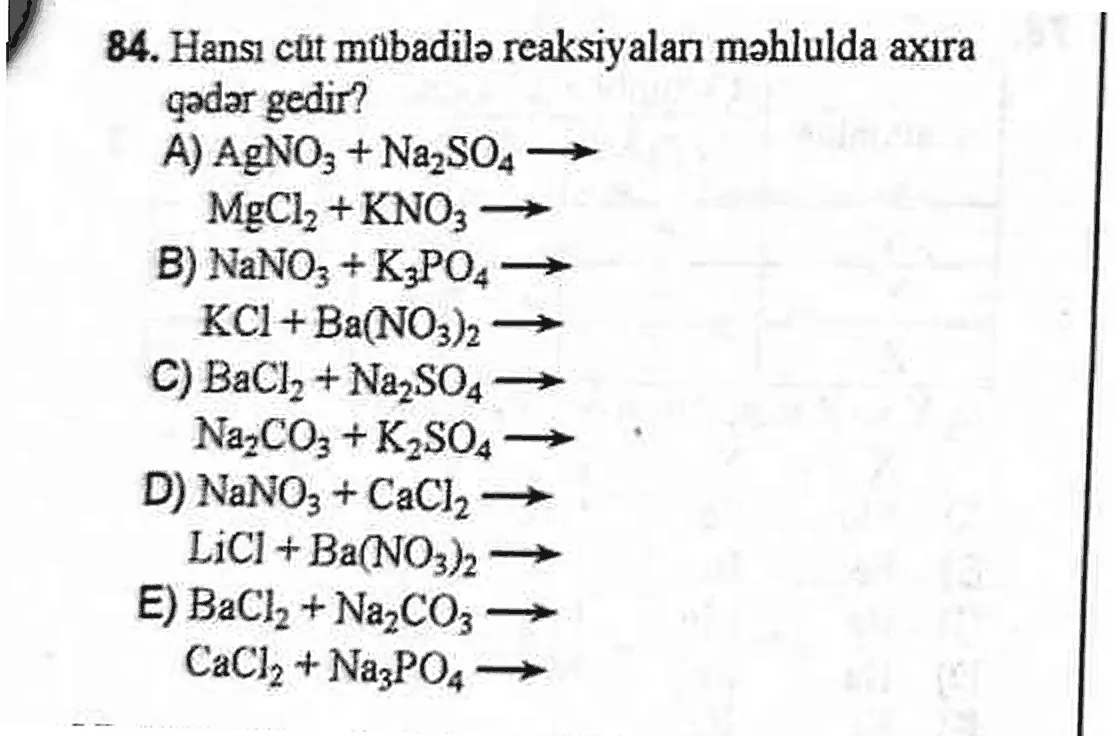 84. Hansı cüt mübadilə reaksiyaları məhlulda axıra
qədər gedir?
A) AgNO₃ + Na₂SO₄ ⟶
MgCl₂ + KNO₃ ⟶
B) NaNO₃ + K₃PO₄ ⟶
KCl + Ba(NO₃)₂ ⟶
C) BaCl₂ + Na₂SO₄ ⟶
Na₂CO₃ + K₂SO₄ ⟶
D) NaNO₃ + CaCl₂ ⟶
LiCl + Ba(NO₃)₂ ⟶
E) BaCl₂ + Na₂CO₃ ⟶
CaCl₂ + Na₃PO₄ ⟶